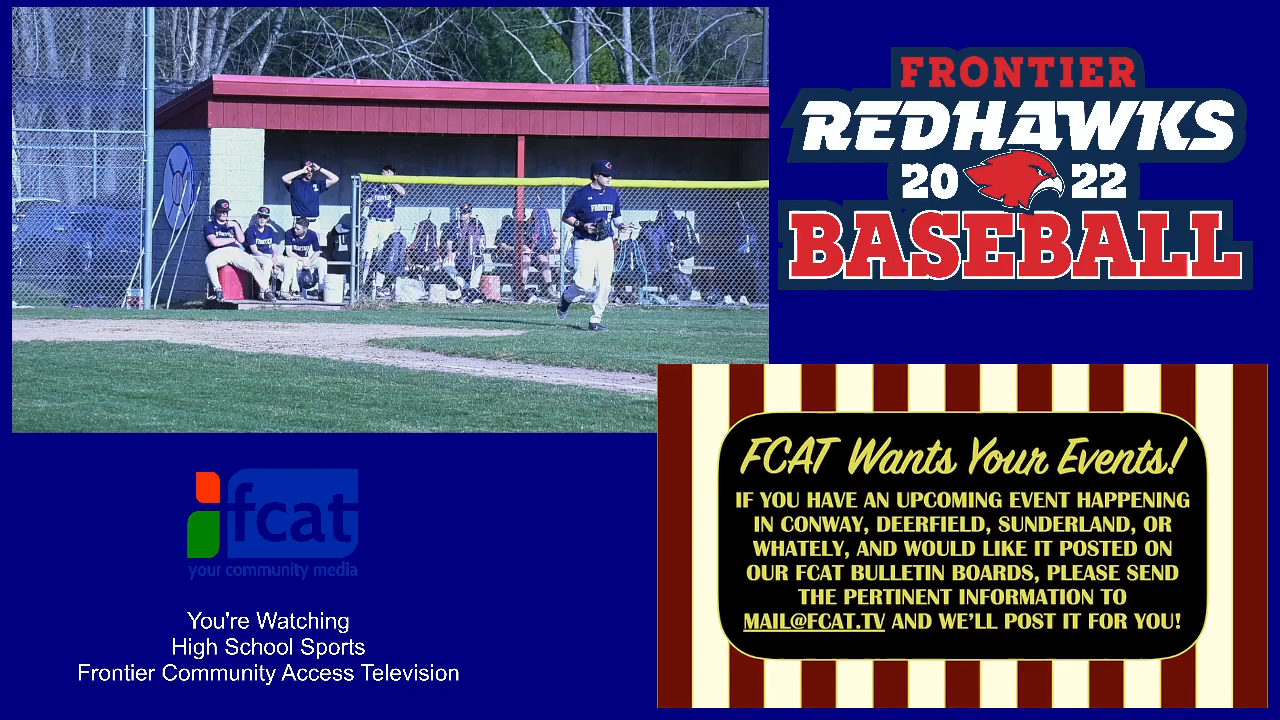 FRONTIER
REDHAWKS
20 22
BASEBALL
FRONTIER
FCAT Wants Your Events!
IF YOU HAVE AN UPCOMING EVENT HAPPENING
IN CONWAY, DEERFIELD, SUNDERLAND, OR
WHATELY, AND WOULD LIKE IT POSTED ON
OUR FCAT BULLETIN BOARDS, PLEASE SEND
THE PERTINENT INFORMATION TO
MAIL@FCAT.TV AND WE'LL POST IT FOR YOU!
fcat
your community media
You're Watching
High School Sports
Frontier Community Access Television